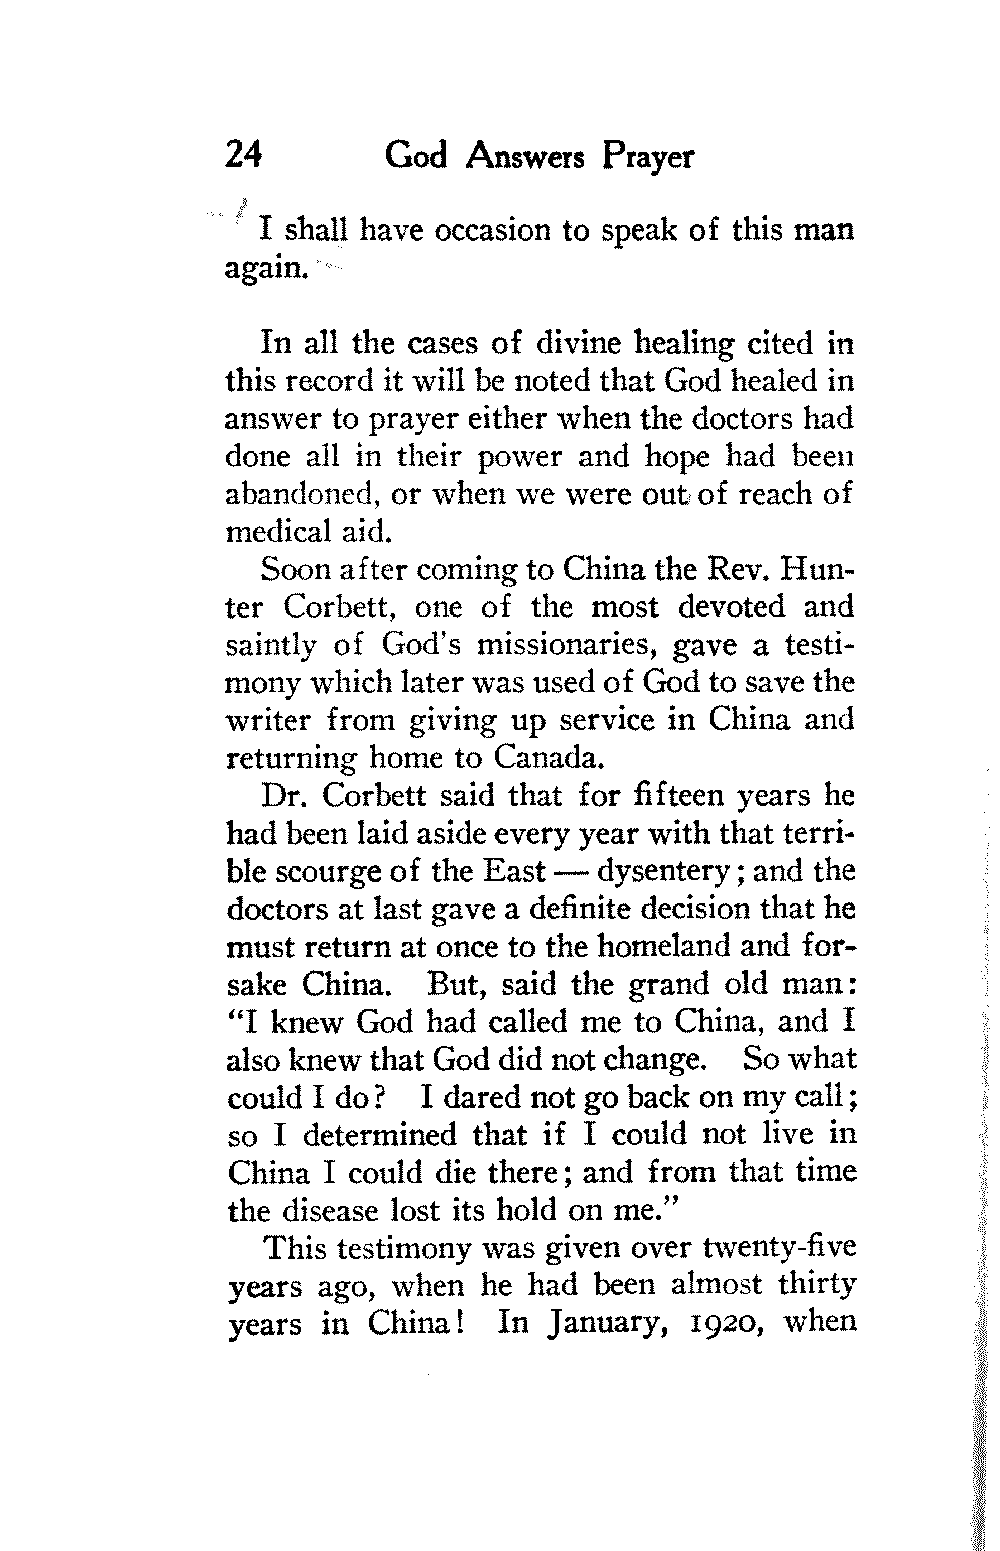 24 God Answers Prayer
I shall have occasion to speak of this man
again.
In all the cases of divine healing cited in
this record it will be noted that God healed in
answer to prayer either when the doctors had
done all in their power and hope had been
abandoned, or when we were out of reach of
medical aid.
Soon after coming to China the Rev. Hun-
ter Corbett, one of the most devoted and
saintly of God's missionaries, gave a testi-
mony which later was used of God to save the
writer from giving up service in China and
returning home to Canada.
Dr. Corbett said that for fifteen years he
had been laid aside every year with that terri-
ble scourge of the East — dysentery; and the
doctors at last gave a definite decision that he
must return at once to the homeland and for-
sake China. But, said the grand old man:
“I knew God had called me to China, and I
also knew that God did not change. So what
could I do? I dared not go back on my call;
so I determined that if I could not live in
China I could die there; and from that time
the disease lost its hold on me.”
This testimony was given over twenty-five
years ago, when he had been almost thirty
years in China! In January, 1920, when